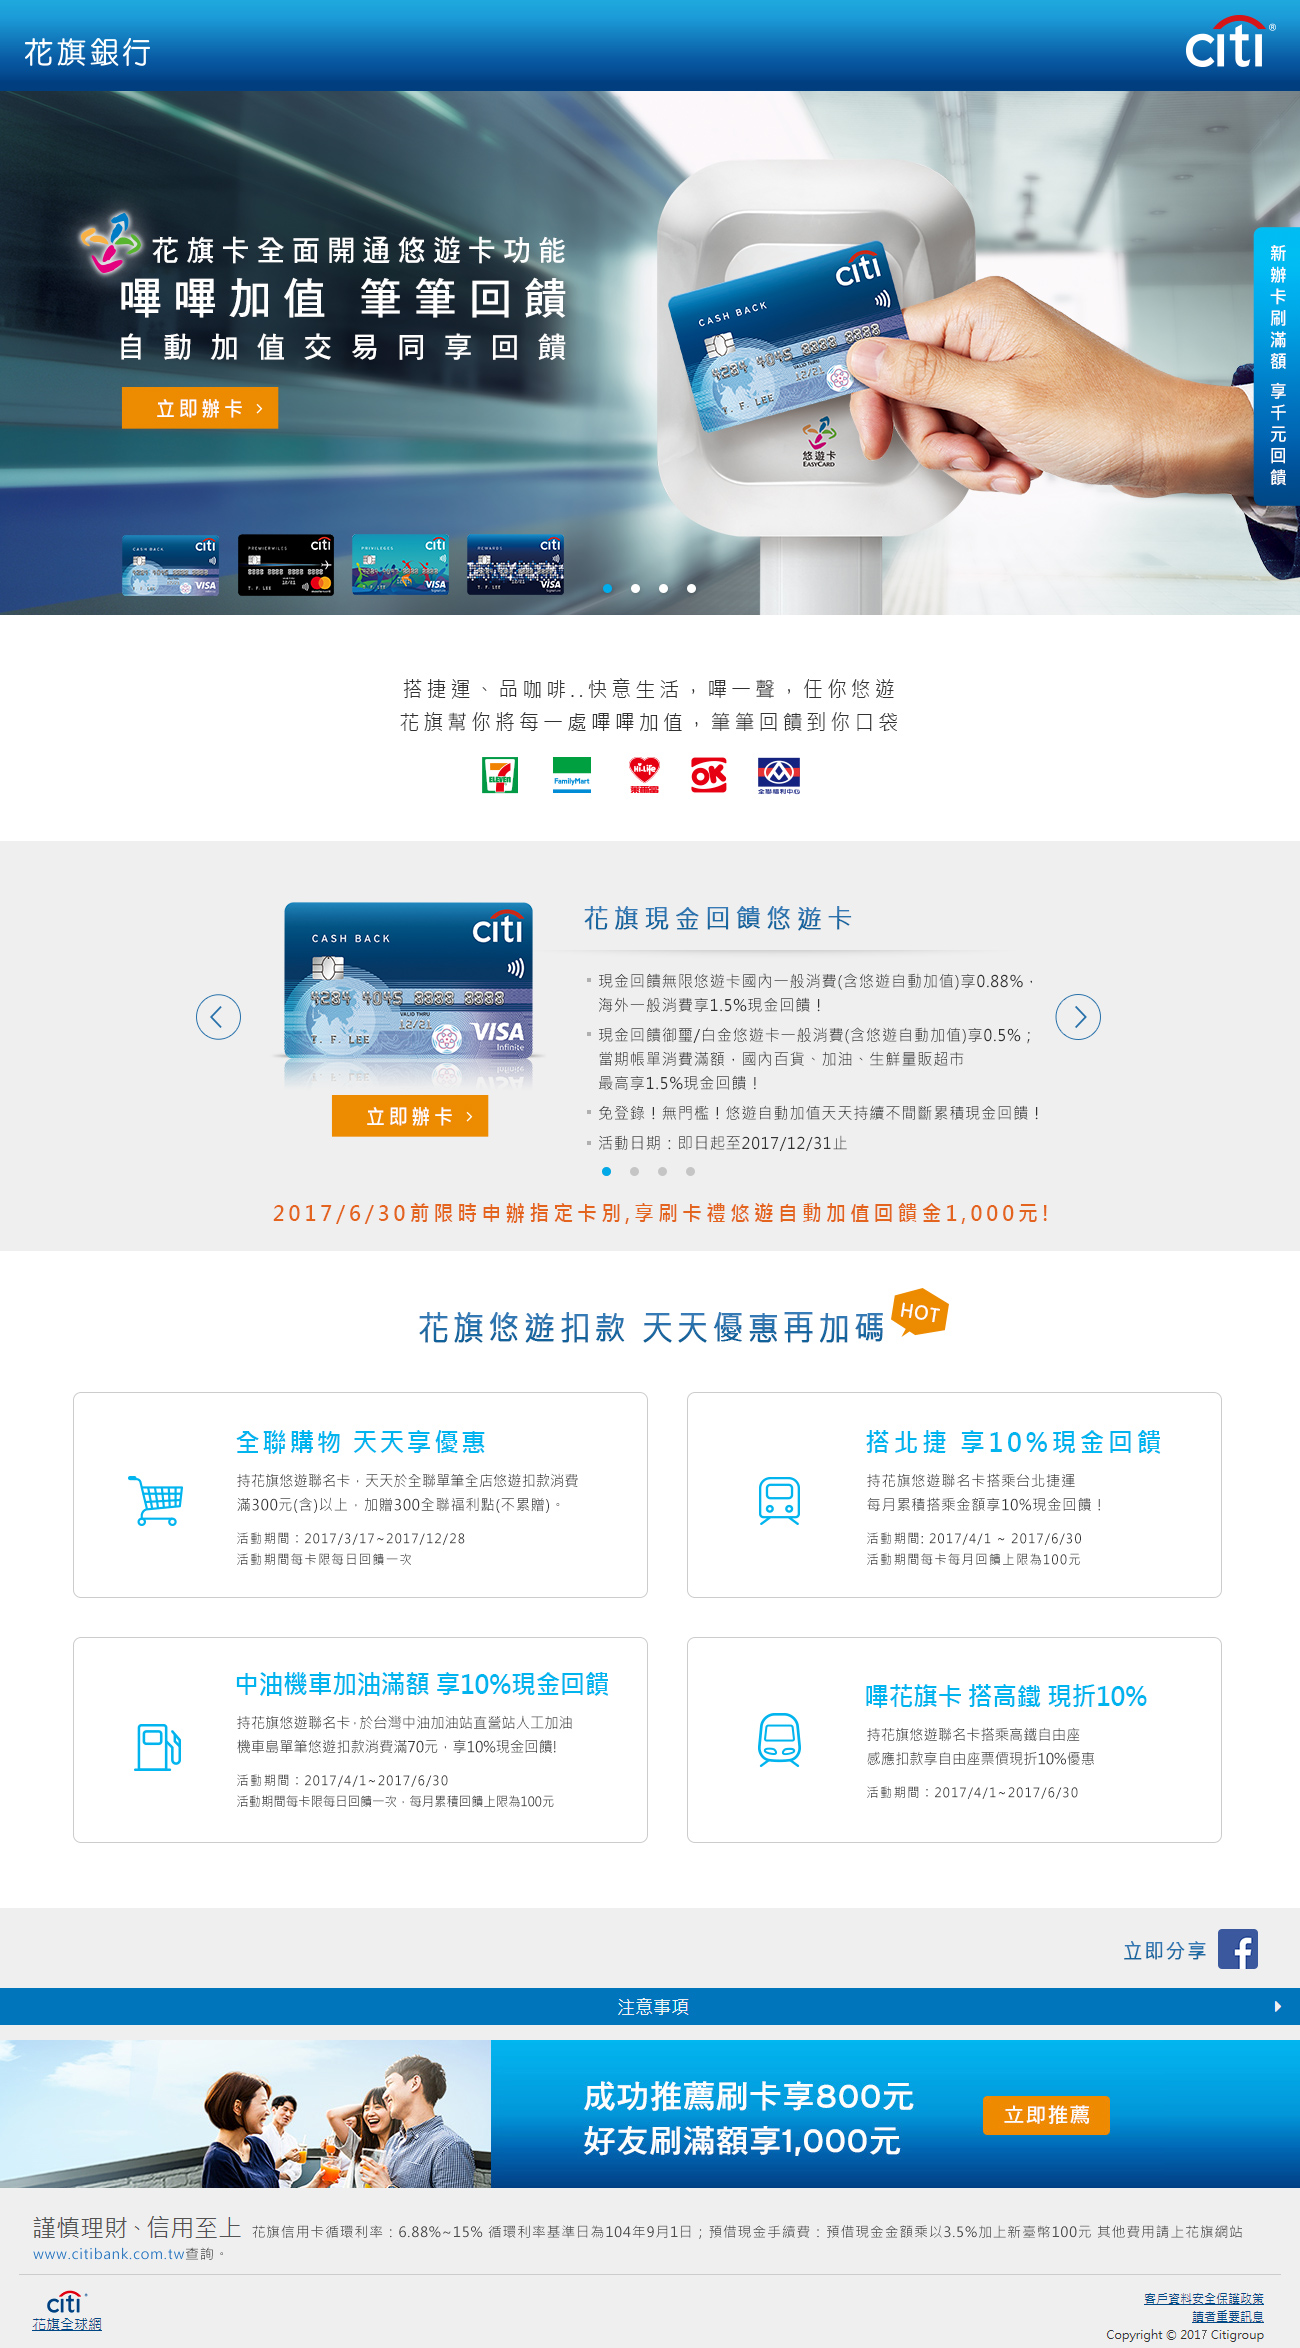 花旗銀行
citi®
花旗卡全面開通悠遊卡功能
嗶嗶加值 筆筆回饋
自動加值交易同享回饋
立即辦卡
新辦卡刷滿額 享千元回饋
citi
CASH BACK
4284 4045 8888 8888
VALID THRU
12/21
T. F. LEE
悠遊卡
EASYCARD
CASH BACK citi
T. F. LEE VISA
PREMIERMILES citi
T. F. LEE
PRIVILEGES citi
T. F. LEE VISA
REWARDS citi
T. F. LEE VISA
搭捷運、品咖啡..快意生活，嗶一聲，任你悠遊
花旗幫你將每一處嗶嗶加值，筆筆回饋到你口袋
7 ELEVEN
FamilyMart
Hi-Life
萊爾富
OK
全聯福利中心
花旗現金回饋悠遊卡
citi
CASH BACK
4284 4045 8888 8888
VALID THRU
12/21
T. F. LEE
VISA
Infinite
現金回饋無限悠遊卡國內一般消費(含悠遊自動加值)享0.88%，
海外一般消費享1.5%現金回饋！
現金回饋御璽/白金悠遊卡一般消費(含悠遊自動加值)享0.5%；
當期帳單消費滿額，國內百貨、加油、生鮮量販超市
最高享1.5%現金回饋！
免登錄！無門檻！悠遊自動加值天天持續不間斷累積現金回饋！
活動日期：即日起至2017/12/31止
立即辦卡
2017/6/30前限時申辦指定卡別,享刷卡禮悠遊自動加值回饋金1,000元!
花旗悠遊扣款 天天優惠再加碼
HOT
全聯購物 天天享優惠
持花旗悠遊聯名卡，天天於全聯單筆全店悠遊扣款消費
滿300元(含)以上，加贈300全聯福利點(不累贈)。
活動期間：2017/3/17~2017/12/28
活動期間每卡限每日回饋一次
搭北捷 享10%現金回饋
持花旗悠遊聯名卡搭乘台北捷運
每月累積搭乘金額享10%現金回饋！
活動期間: 2017/4/1 ~ 2017/6/30
活動期間每卡每月回饋上限為100元
中油機車加油滿額 享10%現金回饋
持花旗悠遊聯名卡，於台灣中油加油站直營站人工加油
機車島單筆悠遊扣款消費滿70元，享10%現金回饋!
活動期間：2017/4/1~2017/6/30
活動期間每卡限每日回饋一次，每月累積回饋上限為100元
嗶花旗卡 搭高鐵 現折10%
持花旗悠遊聯名卡搭乘高鐵自由座
感應扣款享自由座票價現折10%優惠
活動期間：2017/4/1~2017/6/30
立即分享
注意事項
成功推薦刷卡享800元
好友刷滿額享1,000元
立即推薦
謹慎理財、信用至上 花旗信用卡循環利率：6.88%~15% 循環利率基準日為104年9月1日；預借現金手續費：預借現金金額乘以3.5%加上新臺幣100元 其他費用請上花旗網站
www.citibank.com.tw查詢。
citi
花旗全球網
客戶資料安全保護政策
讀者重要訊息
Copyright © 2017 Citigroup